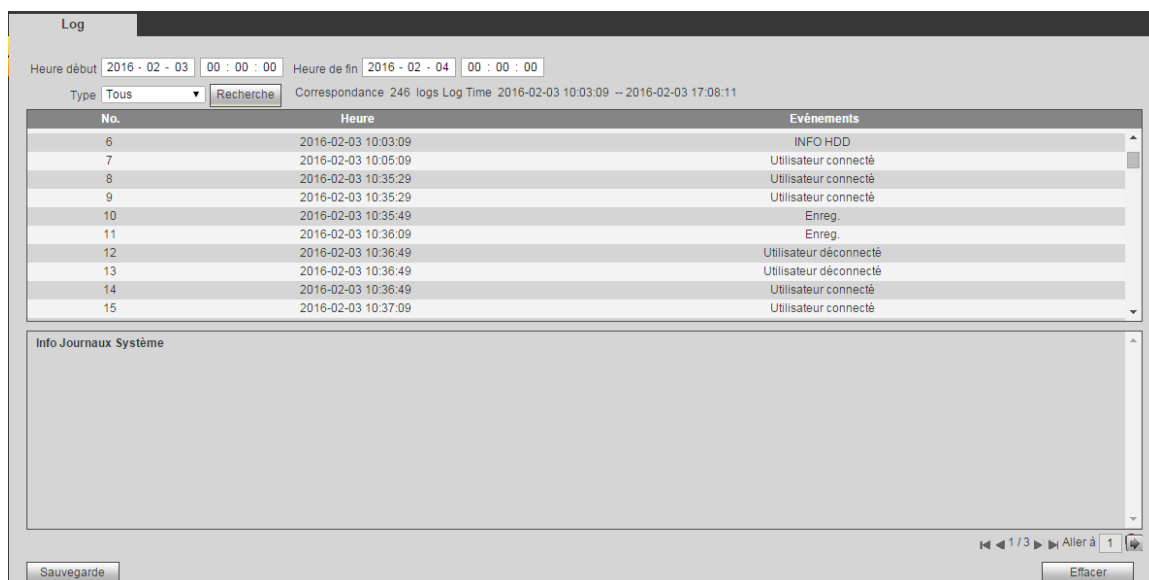 Log
Heure début 2016 - 02 - 03 00 : 00 : 00 Heure de fin 2016 - 02 - 04 00 : 00 : 00
Type Tous Recherche Correspondance 246 logs Log Time 2016-02-03 10:03:09 -- 2016-02-03 17:08:11
No. Heure Evénements
6 2016-02-03 10:03:09 INFO HDD
7 2016-02-03 10:05:09 Utilisateur connecté
8 2016-02-03 10:35:29 Utilisateur connecté
9 2016-02-03 10:35:29 Utilisateur connecté
10 2016-02-03 10:35:49 Enreg.
11 2016-02-03 10:36:09 Enreg.
12 2016-02-03 10:36:49 Utilisateur déconnecté
13 2016-02-03 10:36:49 Utilisateur déconnecté
14 2016-02-03 10:36:49 Utilisateur connecté
15 2016-02-03 10:37:09 Utilisateur connecté
Info Journaux Système
1 / 3 Aller á 1
Sauvegarde Effacer